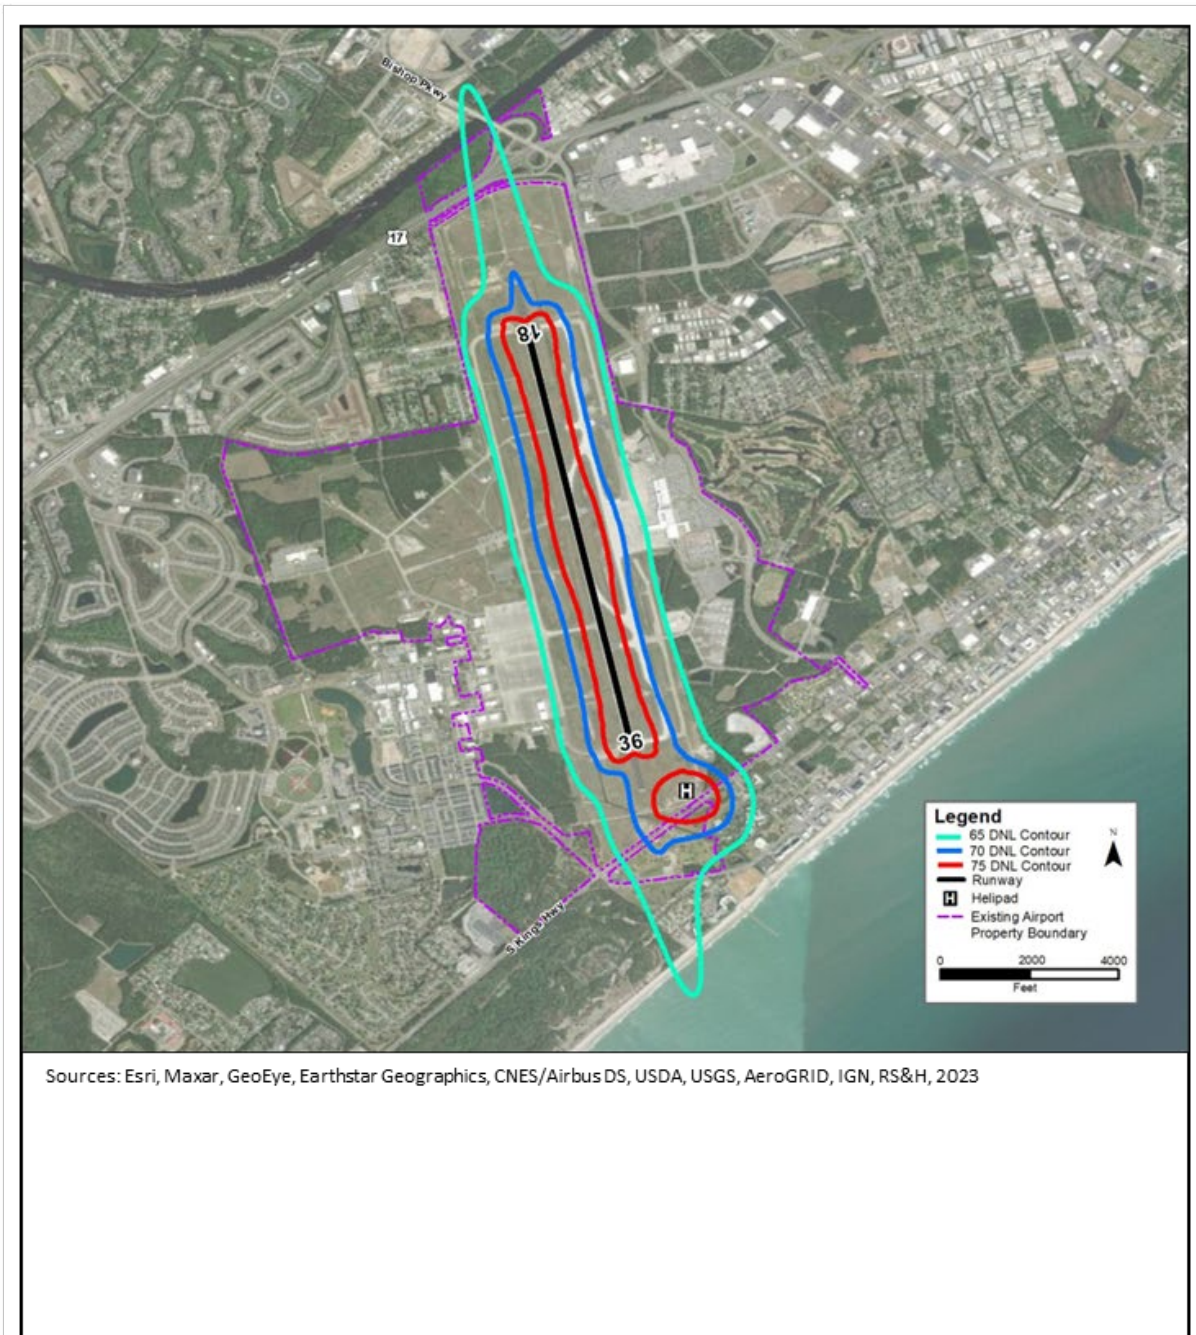 Bishop Pkwy
17
18
36
H
S Kings Hwy
Legend
65 DNL Contour
70 DNL Contour
75 DNL Contour
Runway
H Helipad
Existing Airport
Property Boundary
N
0 2000 4000
Feet
Sources: Esri, Maxar, GeoEye, Earthstar Geographics, CNES/Airbus DS, USDA, USGS, AeroGRID, IGN, RS&H, 2023